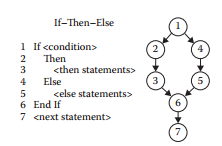 If–Then–Else
1 If <condition>
2 Then
3 <then statements>
4 Else
5 <else statements>
6 End If
7 <next statement>
1
2 4
3 5
6
7